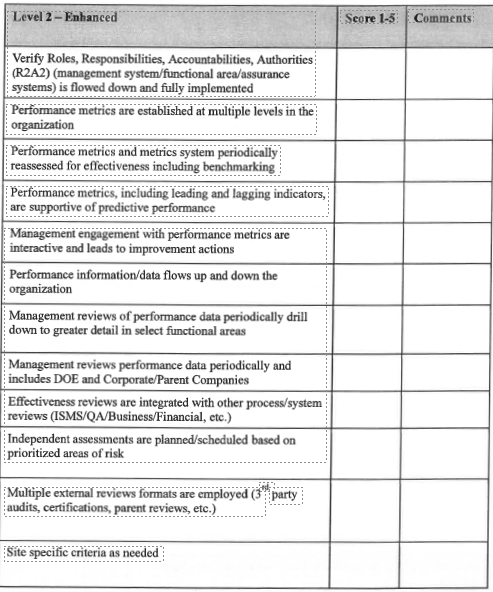 Level 2 – Enhanced Score 1-5 Comments
Verify Roles, Responsibilities, Accountabilities, Authorities
(R2A2) (management system/functional area/assurance
systems) is flowed down and fully implemented
Performance metrics are established at multiple levels in the
organization
Performance metrics and metrics system periodically
reassessed for effectiveness including benchmarking
Performance metrics, including leading and lagging indicators,
are supportive of predictive performance
Management engagement with performance metrics are
interactive and leads to improvement actions
Performance information/data flows up and down the
organization
Management reviews of performance data periodically drill
down to greater detail in select functional areas
Management reviews performance data periodically and
includes DOE and Corporate/Parent Companies
Effectiveness reviews are integrated with other process/system
reviews (ISMS/QA/Business/Financial, etc.)
Independent assessments are planned/scheduled based on
prioritized areas of risk
Multiple external reviews formats are employed (3rd party
audits, certifications, parent reviews, etc.)
Site specific criteria as needed